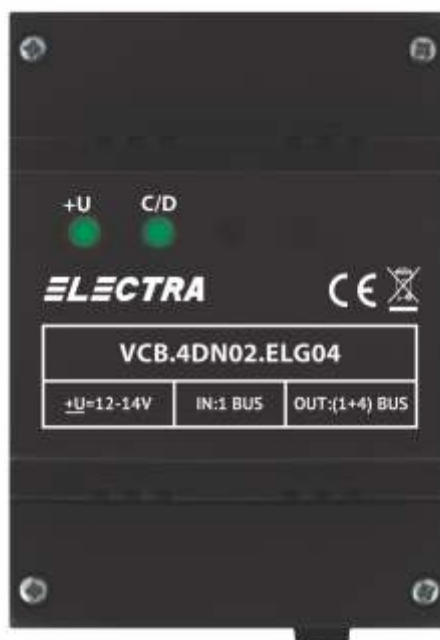 +U C/D
ELECTRA
CE
VCB.4DN02.ELG04
+U=12-14V IN:1 BUS OUT:(1+4) BUS